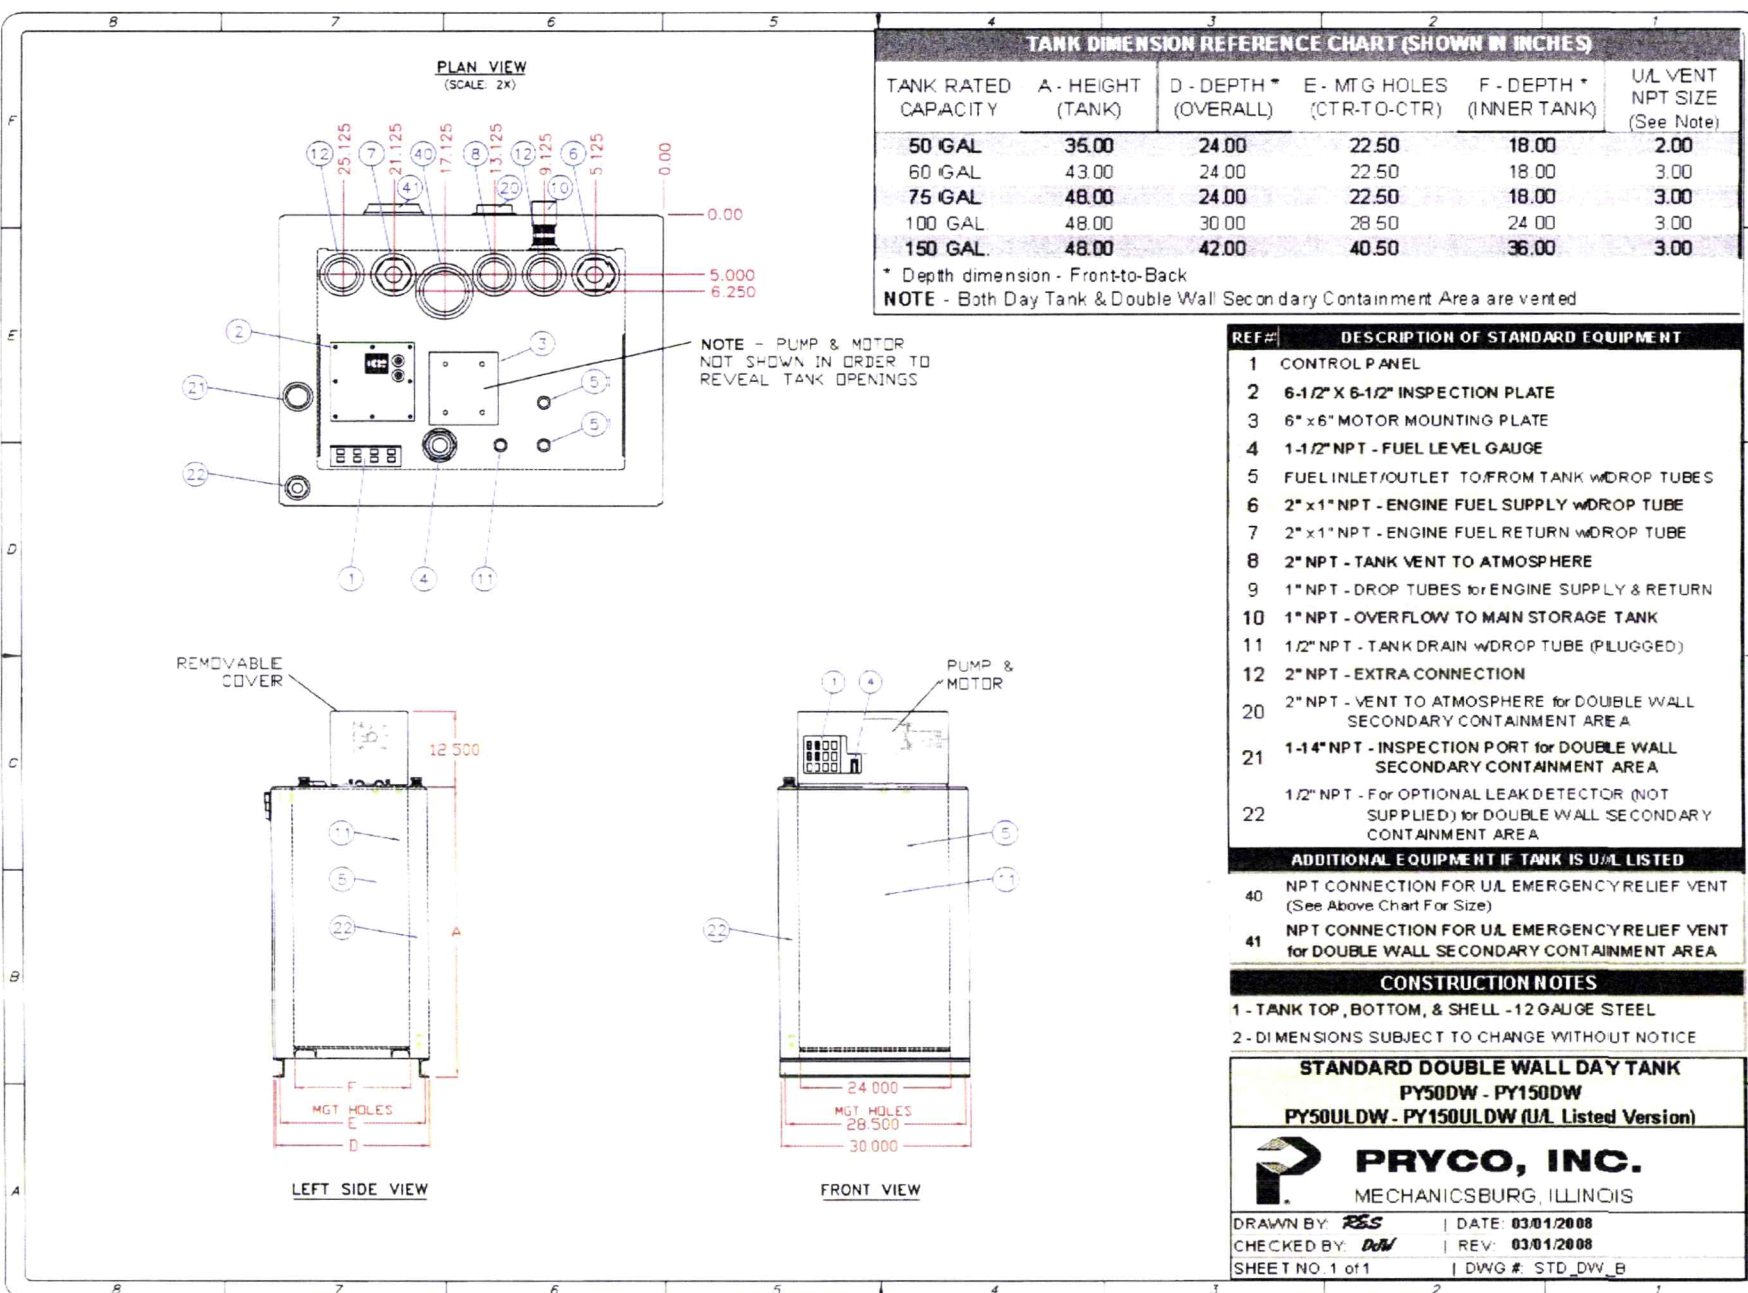 8 7 6 5 4 3 2 1
F
E
D
C
B
A
PLAN VIEW
(SCALE: 2X)
25.125
21.125
17.125
13.125
9.125
5.125
0.00
12 7 40 8 12 6
41 20 10
0.00
5.000
6.250
2
3
21
5
5
22
1 4 11
NOTE - PUMP & MOTOR
NOT SHOWN IN ORDER TO
REVEAL TANK OPENINGS
TANK DIMENSION REFERENCE CHART (SHOWN IN INCHES)
TANK RATED CAPACITY A - HEIGHT (TANK) D - DEPTH * (OVERALL) E - MTG HOLES (CTR-TO-CTR) F - DEPTH * (INNER TANK) U/L VENT NPT SIZE (See Note)
50 GAL 35.00 24.00 22.50 18.00 2.00
60 GAL 43.00 24.00 22.50 18.00 3.00
75 GAL 48.00 24.00 22.50 18.00 3.00
100 GAL. 48.00 30.00 28.50 24.00 3.00
150 GAL. 48.00 42.00 40.50 36.00 3.00
* Depth dimension - Front-to-Back
NOTE - Both Day Tank & Double Wall Secondary Containment Area are vented
REF# DESCRIPTION OF STANDARD EQUIPMENT
1 CONTROL PANEL
2 6-1/2" X 6-1/2" INSPECTION PLATE
3 6" x 6" MOTOR MOUNTING PLATE
4 1-1/2" NPT - FUEL LEVEL GAUGE
5 FUEL INLET/OUTLET TO/FROM TANK w/DROP TUBES
6 2" x 1" NPT - ENGINE FUEL SUPPLY w/DROP TUBE
7 2" x 1" NPT - ENGINE FUEL RETURN w/DROP TUBE
8 2" NPT - TANK VENT TO ATMOSPHERE
9 1" NPT - DROP TUBES for ENGINE SUPPLY & RETURN
10 1" NPT - OVERFLOW TO MAIN STORAGE TANK
11 1/2" NPT - TANK DRAIN w/DROP TUBE (PLUGGED)
12 2" NPT - EXTRA CONNECTION
20 2" NPT - VENT TO ATMOSPHERE for DOUBLE WALL
SECONDARY CONTAINMENT AREA
21 1-14" NPT - INSPECTION PORT for DOUBLE WALL
SECONDARY CONTAINMENT AREA
22 1/2" NPT - For OPTIONAL LEAK DETECTOR (NOT
SUPPLIED) for DOUBLE WALL SECONDARY
CONTAINMENT AREA
ADDITIONAL EQUIPMENT IF TANK IS U/L LISTED
40 NPT CONNECTION FOR U/L EMERGENCY RELIEF VENT
(See Above Chart For Size)
41 NPT CONNECTION FOR U/L EMERGENCY RELIEF VENT
for DOUBLE WALL SECONDARY CONTAINMENT AREA
CONSTRUCTION NOTES
1 - TANK TOP, BOTTOM, & SHELL - 12 GAUGE STEEL
2 - DIMENSIONS SUBJECT TO CHANGE WITHOUT NOTICE
REMOVABLE
COVER
12.500
11
5
22
A
F
MGT HOLES
E
D
LEFT SIDE VIEW
1 4
PUMP &
MOTOR
5
11
22
24.000
MGT HOLES
28.500
30.000
FRONT VIEW
STANDARD DOUBLE WALL DAY TANK
PY50DW - PY150DW
PY50ULDW - PY150ULDW (U/L Listed Version)
PRYCO, INC.
MECHANICSBURG, ILLINOIS
DRAWN BY: RES | DATE: 03/01/2008
CHECKED BY: DoW | REV: 03/01/2008
SHEET NO. 1 of 1 | DWG #: STD_DW_B
8 7 6 5 4 3 2 1